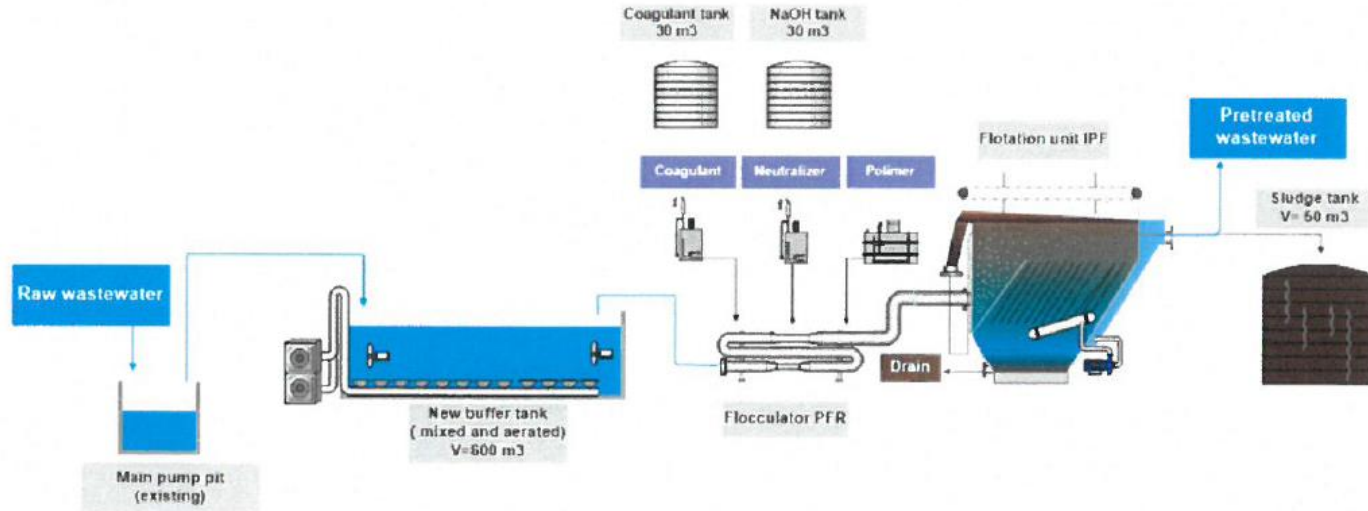 Coagulant tank
30 m3
NaOH tank
30 m3
Coagulant
Neutralizer
Polimer
Flotation unit IPF
Pretreated
wastewater
Sludge tank
V= 50 m3
Raw wastewater
Main pump pit
(existing)
New buffer tank
( mixed and aerated)
V=600 m3
Flocculator PFR
Drain